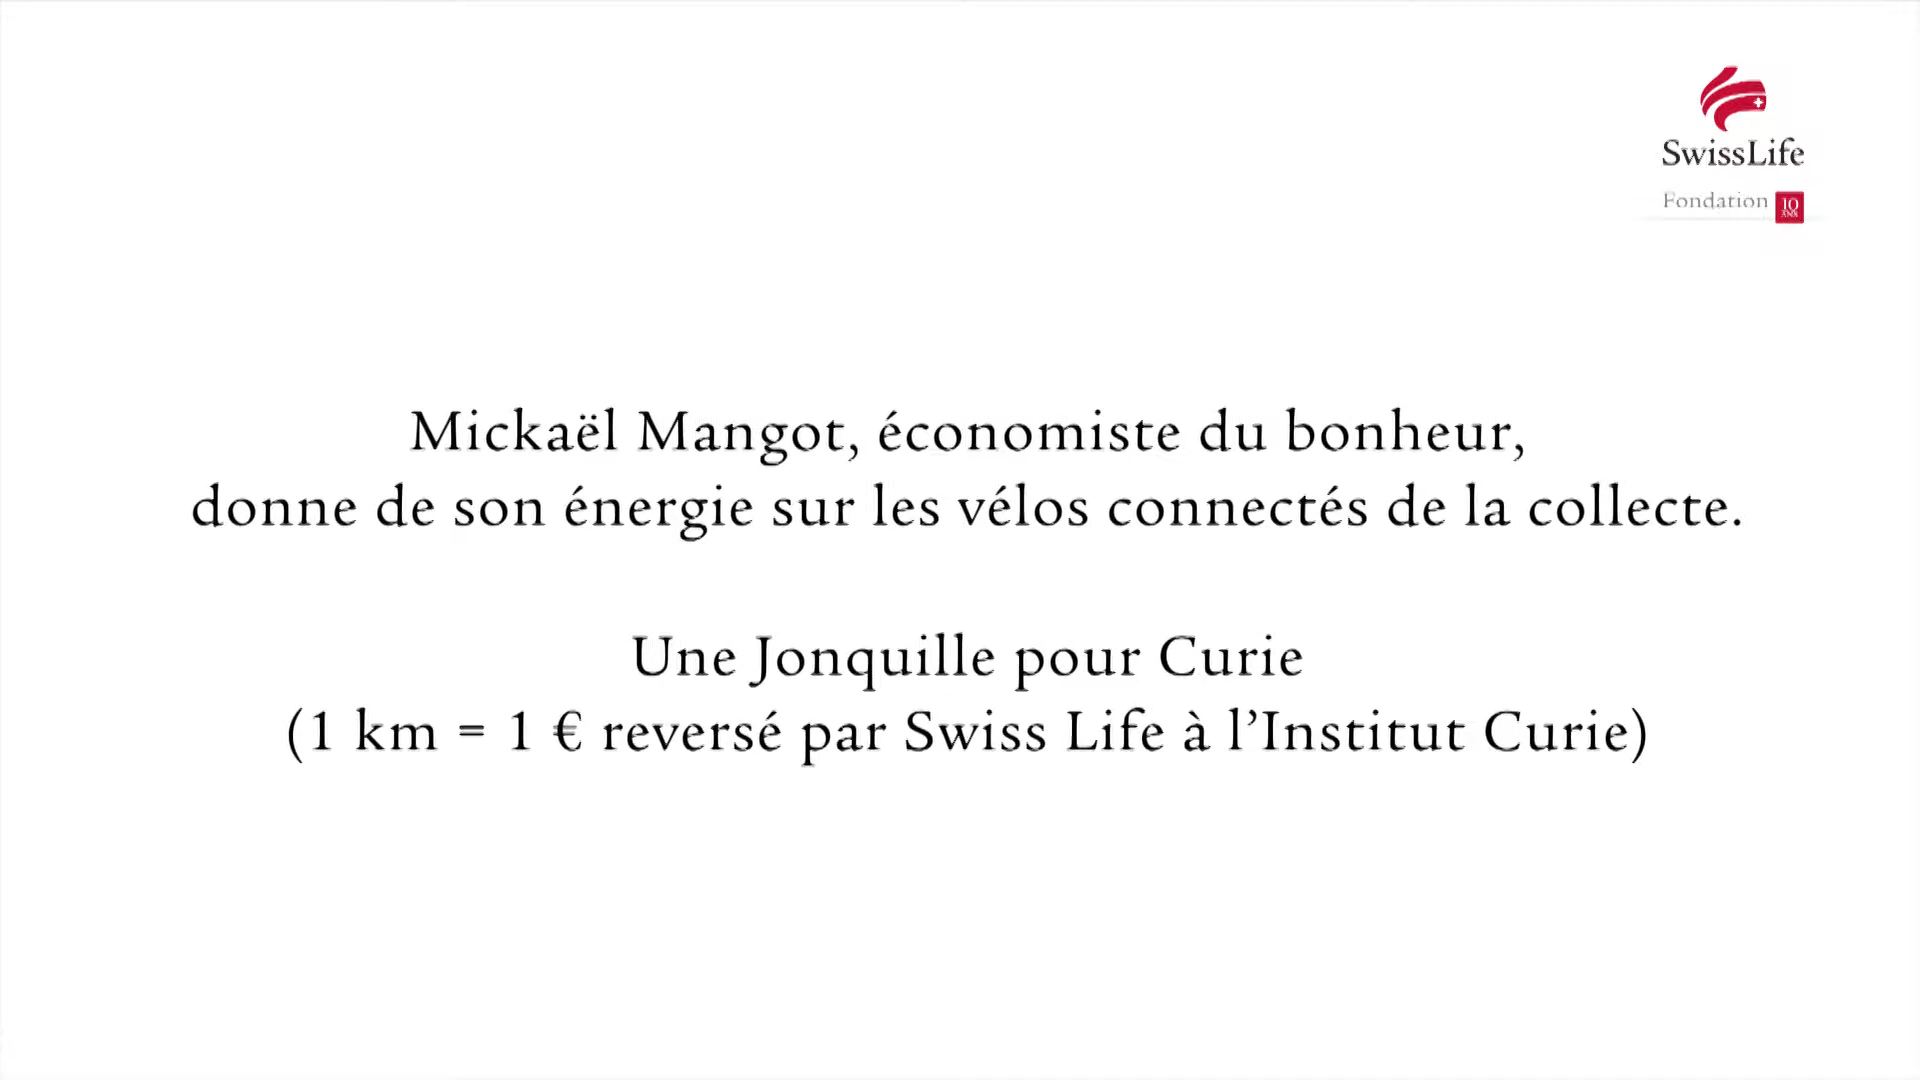 SwissLife
Fondation 10 ANS
Mickaël Mangot, économiste du bonheur,
donne de son énergie sur les vélos connectés de la collecte.
Une Jonquille pour Curie
(1 km = 1 € reversé par Swiss Life à l’Institut Curie)